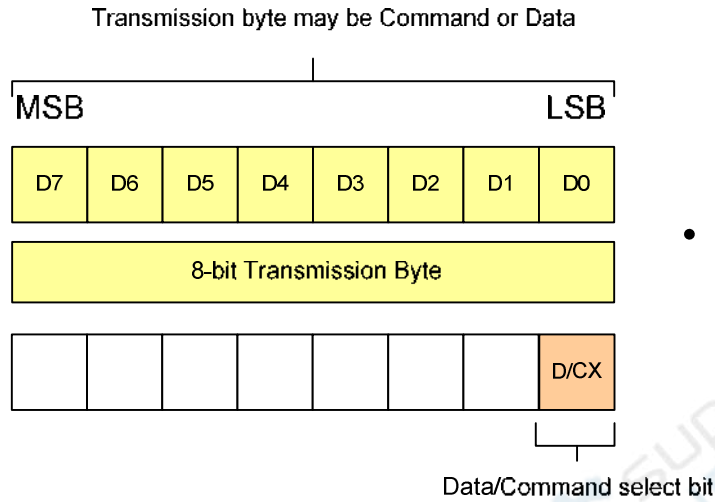 Transmission byte may be Command or Data
MSB LSB
D7 D6 D5 D4 D3 D2 D1 D0
8-bit Transmission Byte
D/CX
Data/Command select bit